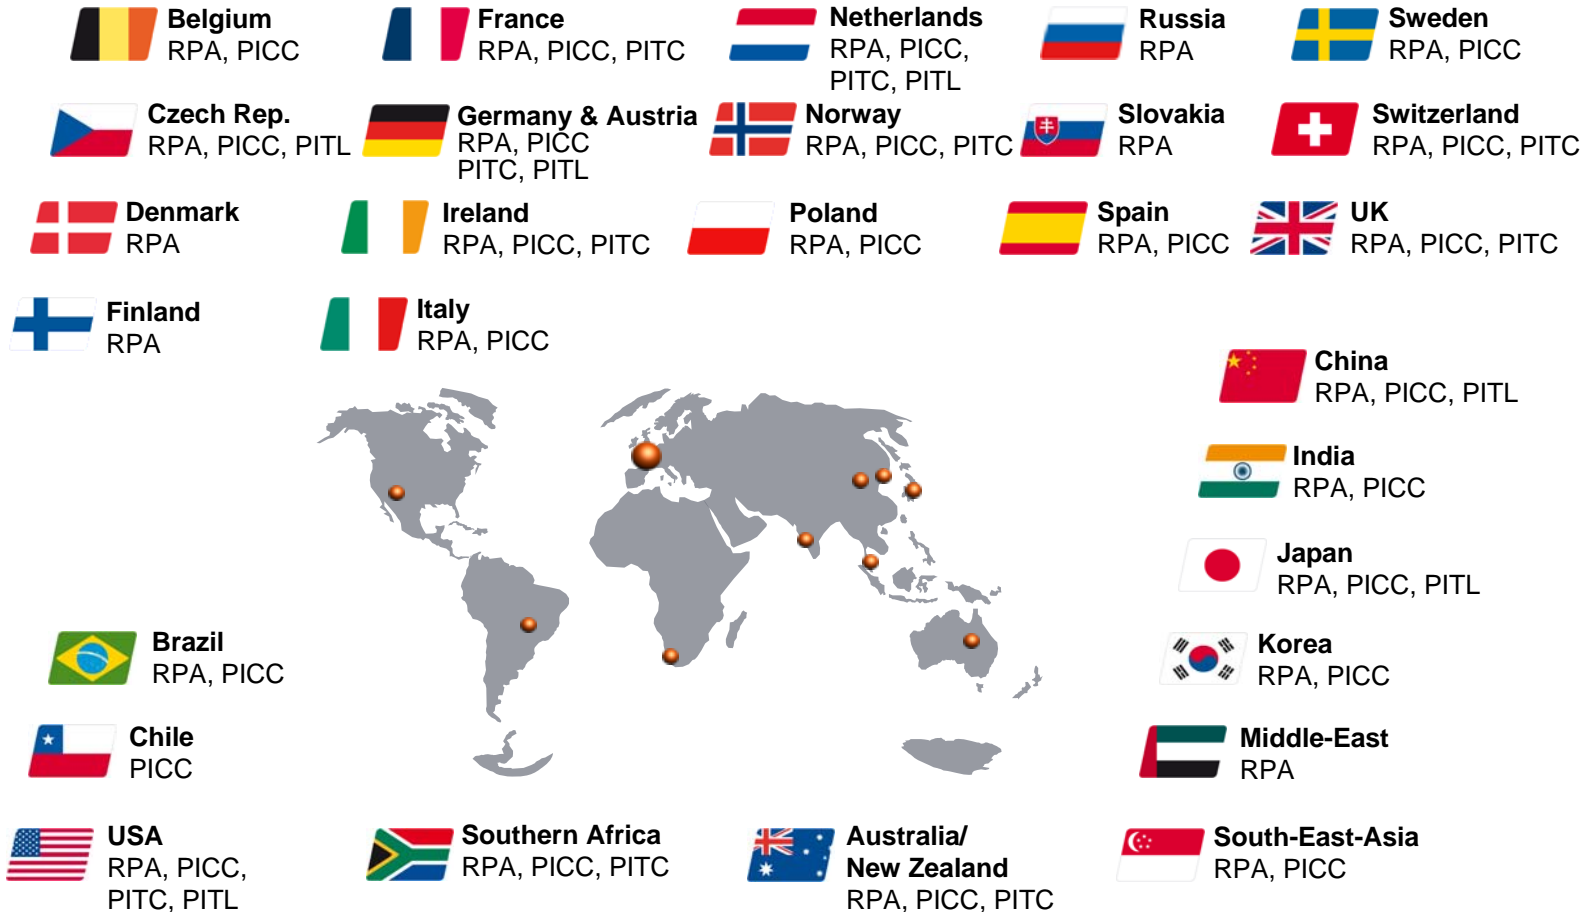 Belgium
RPA, PICC
France
RPA, PICC, PITC
Netherlands
RPA, PICC,
PITC, PITL
Russia
RPA
Sweden
RPA, PICC
Czech Rep.
RPA, PICC, PITL
Germany & Austria
RPA, PICC
PITC, PITL
Norway
RPA, PICC, PITC
Slovakia
RPA
Switzerland
RPA, PICC, PITC
Denmark
RPA
Ireland
RPA, PICC, PITC
Poland
RPA, PICC
Spain
RPA, PICC
UK
RPA, PICC, PITC
Finland
RPA
Italy
RPA, PICC
China
RPA, PICC, PITL
India
RPA, PICC
Japan
RPA, PICC, PITL
Brazil
RPA, PICC
Korea
RPA, PICC
Chile
PICC
Middle-East
RPA
USA
RPA, PICC,
PITC, PITL
Southern Africa
RPA, PICC, PITC
Australia/
New Zealand
RPA, PICC, PITC
South-East-Asia
RPA, PICC